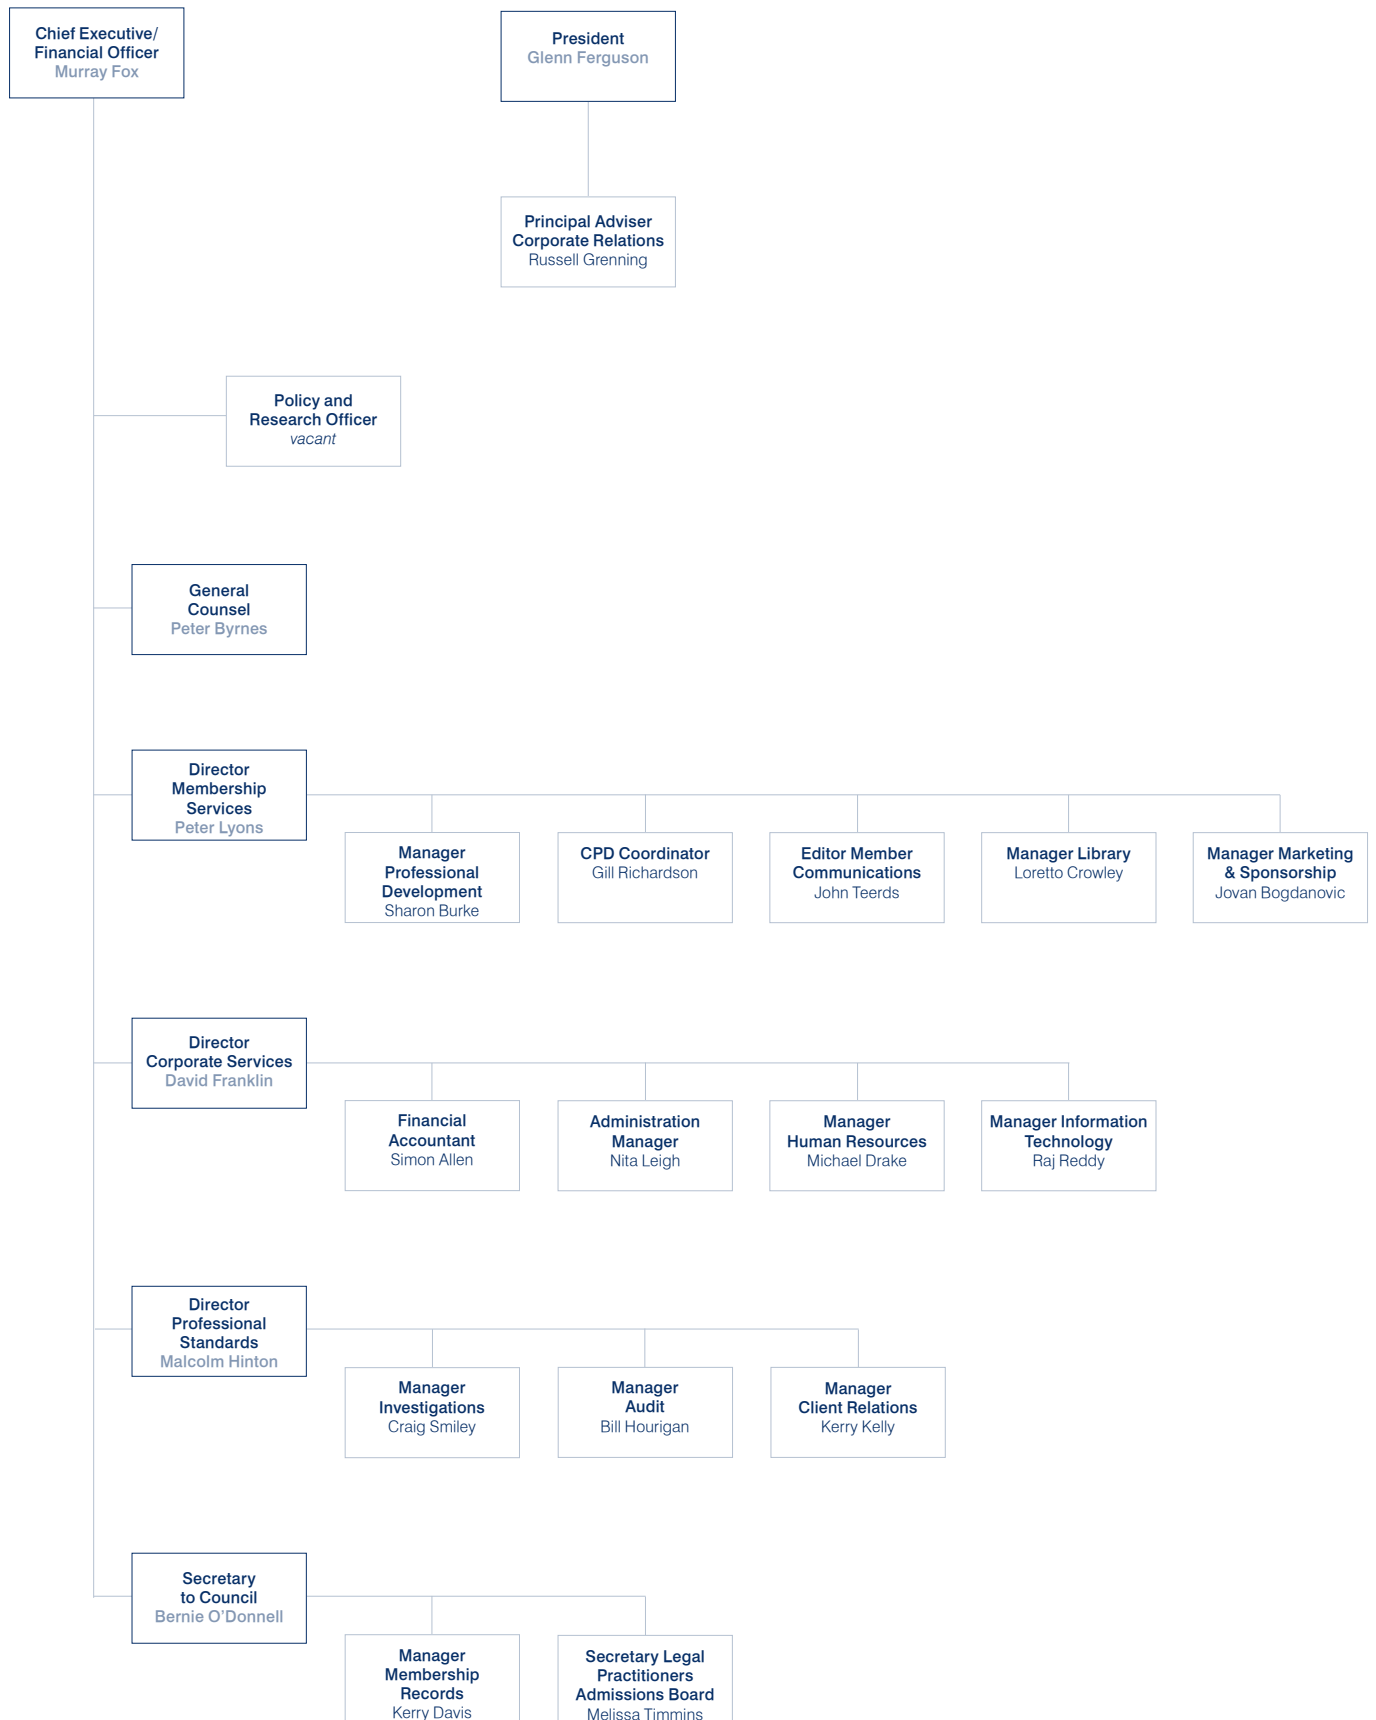 Chief Executive/
Financial Officer
Murray Fox
President
Glenn Ferguson
Principal Adviser
Corporate Relations
Russell Grenning
Policy and
Research Officer
vacant
General
Counsel
Peter Byrnes
Director
Membership
Services
Peter Lyons
Manager
Professional
Development
Sharon Burke
CPD Coordinator
Gill Richardson
Editor Member
Communications
John Teerds
Manager Library
Loretto Crowley
Manager Marketing
& Sponsorship
Jovan Bogdanovic
Director
Corporate Services
David Franklin
Financial
Accountant
Simon Allen
Administration
Manager
Nita Leigh
Manager
Human Resources
Michael Drake
Manager Information
Technology
Raj Reddy
Director
Professional
Standards
Malcolm Hinton
Manager
Investigations
Craig Smiley
Manager
Audit
Bill Hourigan
Manager
Client Relations
Kerry Kelly
Secretary
to Council
Bernie O’Donnell
Manager
Membership
Records
Kerry Davis
Secretary Legal
Practitioners
Admissions Board
Melissa Timmins